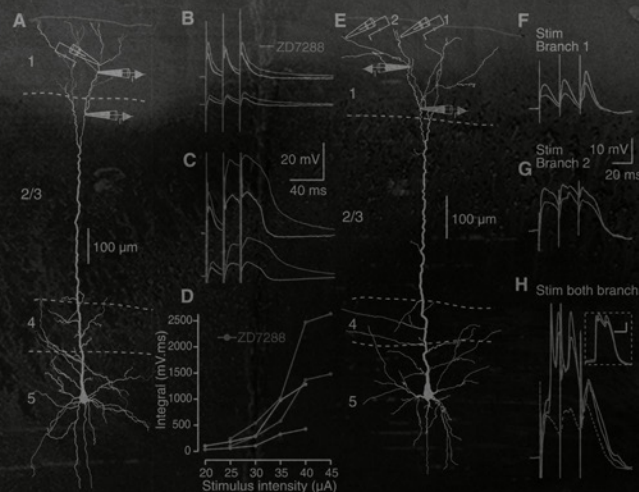 A
1
2/3
100 µm
4
5
B
ZD7288
C
20 mV
40 ms
D
ZD7288
Integral (mV.ms)
2500
2000
1500
1000
500
0
20 25 30 35 40 45
Stimulus intensity (µA)
E
2
1
1
2/3
100 µm
4
5
F
Stim
Branch 1
10 mV
20 ms
G
Stim
Branch 2
H
Stim both branch